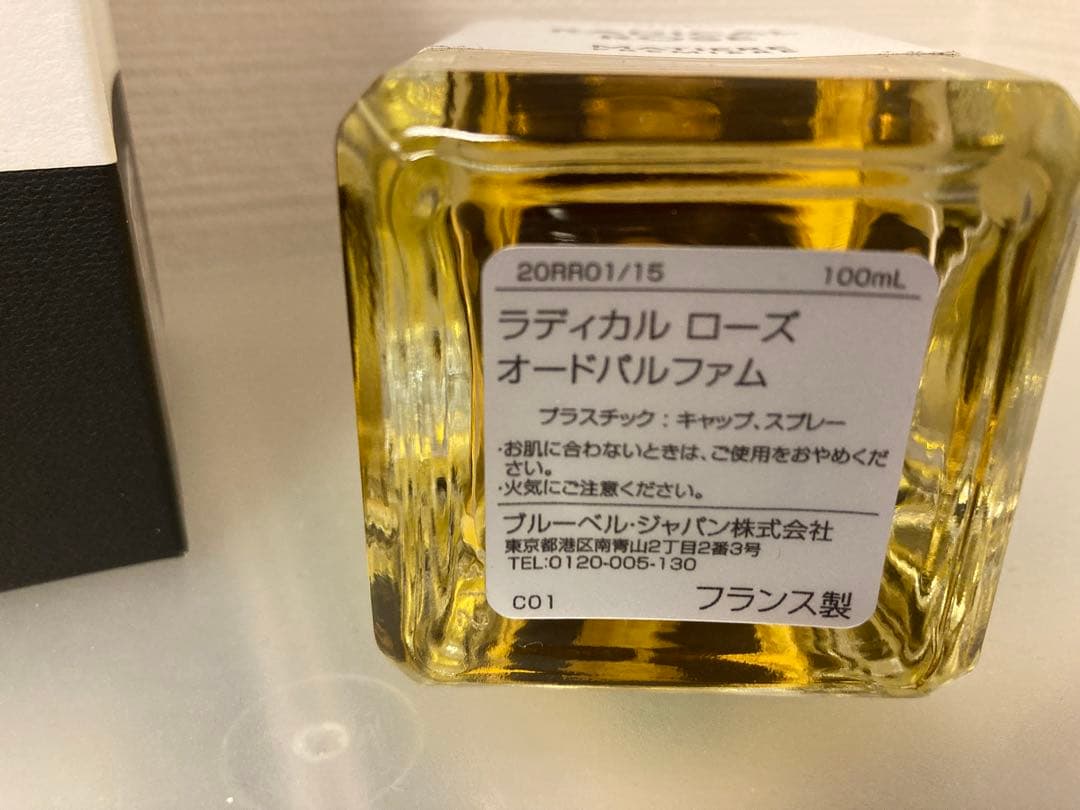 20RR01/15 100mL
ラディカル ローズ
オードパルファム
プラスチック : キャップ、スプレー
・お肌に合わないときは、ご使用をおやめくだ
さい。
・火気にご注意ください。
ブルーベル・ジャパン株式会社
東京都港区南青山2丁目2番3号
TEL:0120-005-130
C01 フランス製